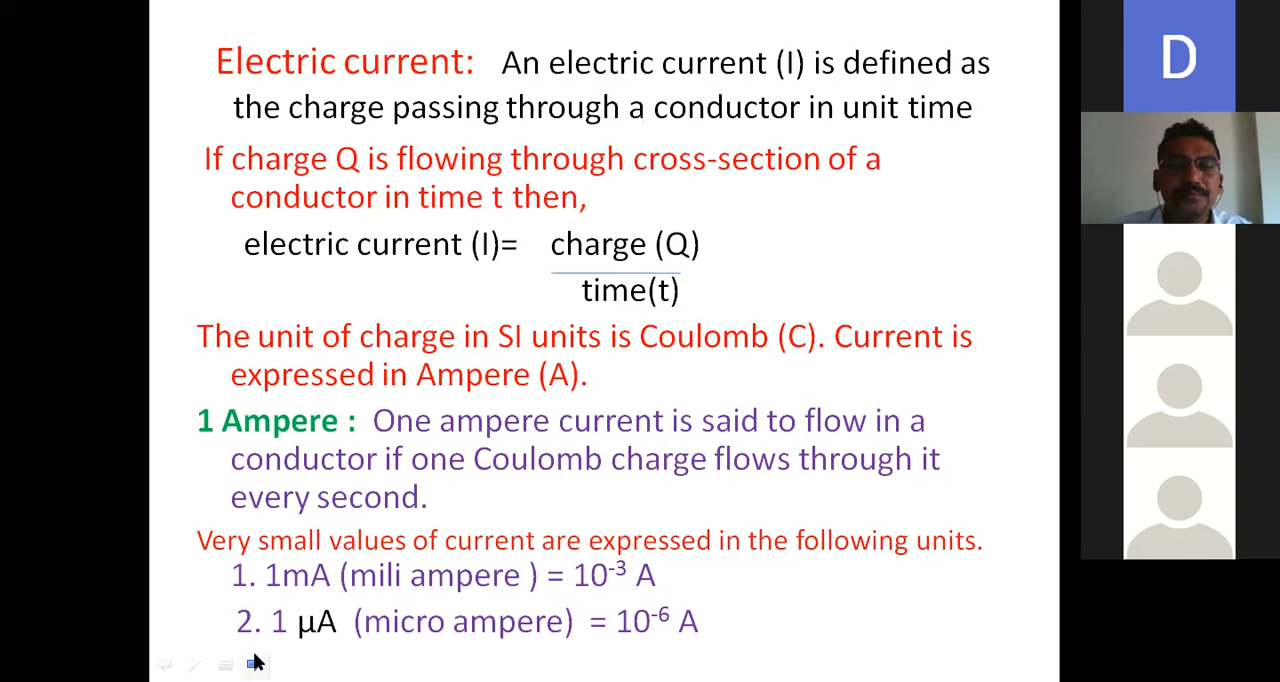 Electric current: An electric current (I) is defined as
the charge passing through a conductor in unit time
If charge Q is flowing through cross-section of a
conductor in time t then,
electric current (I)= charge (Q)
time(t)
The unit of charge in SI units is Coulomb (C). Current is
expressed in Ampere (A).
1 Ampere : One ampere current is said to flow in a
conductor if one Coulomb charge flows through it
every second.
Very small values of current are expressed in the following units.
1. 1mA (mili ampere ) = 10⁻³ A
2. 1 µA (micro ampere) = 10⁻⁶ A
D